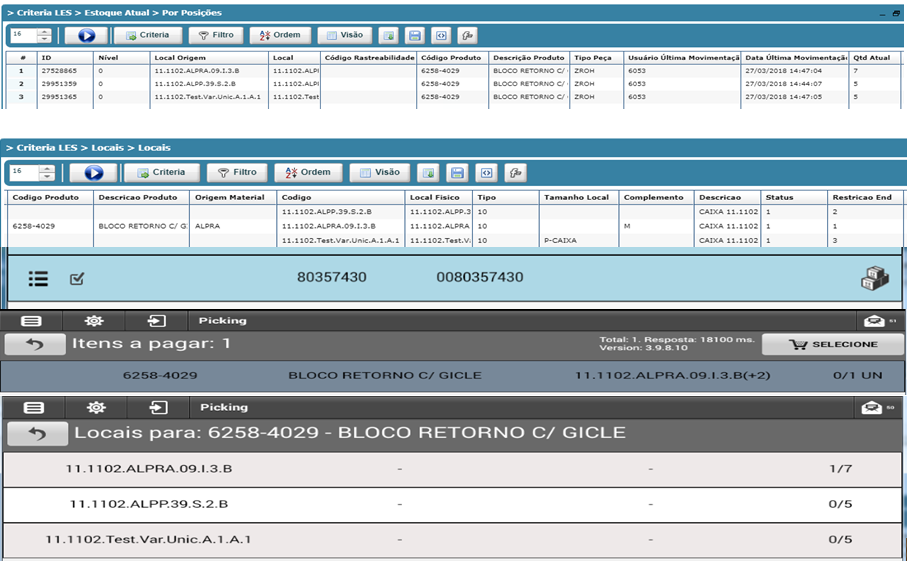 > Criteria LES > Estoque Atual > Por Posições
16 Criteria Filtro Ordem Visão
# ID Nível Local Origem Local Código Rastreabilidade Código Produto Descrição Produto Tipo Peça Usuário Última Movimentaçã Data Última Movimentação Qtd Atual
1 27528865 0 11.1102.ALPRA.09.I.3.B 11.1102.ALPI 6258-4029 BLOCO RETORNO C/ ZROH 6053 27/03/2018 14:47:04 7
2 29951359 0 11.1102.ALPP.39.S.2.B 11.1102.ALPI 6258-4029 BLOCO RETORNO C/ ZROH 6053 27/03/2018 14:44:07 5
3 29951365 0 11.1102.Test.Var.Unic.A.1.A.1 11.1102.Test 6258-4029 BLOCO RETORNO C/ ZROH 6053 27/03/2018 14:47:05 5
> Criteria LES > Locais > Locais
16 Criteria Filtro Ordem Visão
Codigo Produto Descricao Produto Origem Material Codigo Local Fisico Tipo Tamanho Local Complemento Descricao Status Restricao End
11.1102.ALPP.39.S.2.B 11.1102.ALPP.3 10 CAIXA 11.1102 1 2
6258-4029 BLOCO RETORNO C/ G ALPRA 11.1102.ALPRA.09.I.3.B 11.1102.ALPRA 10 M CAIXA 11.1102 1 1
11.1102.Test.Var.Unic.A.1.A.1 11.1102.Test.V. 10 P-CAIXA CAIXA 11.1102 1 3
80357430 0080357430
Picking
Itens a pagar: 1 Total: 1. Resposta: 18100 ms.
Version: 3.9.8.10 SELECIONE
6258-4029 BLOCO RETORNO C/ GICLE 11.1102.ALPRA.09.I.3.B(+2) 0/1 UN
Picking
Locais para: 6258-4029 - BLOCO RETORNO C/ GICLE
11.1102.ALPRA.09.I.3.B - - 1/7
11.1102.ALPP.39.S.2.B - - 0/5
11.1102.Test.Var.Unic.A.1.A.1 - - 0/5